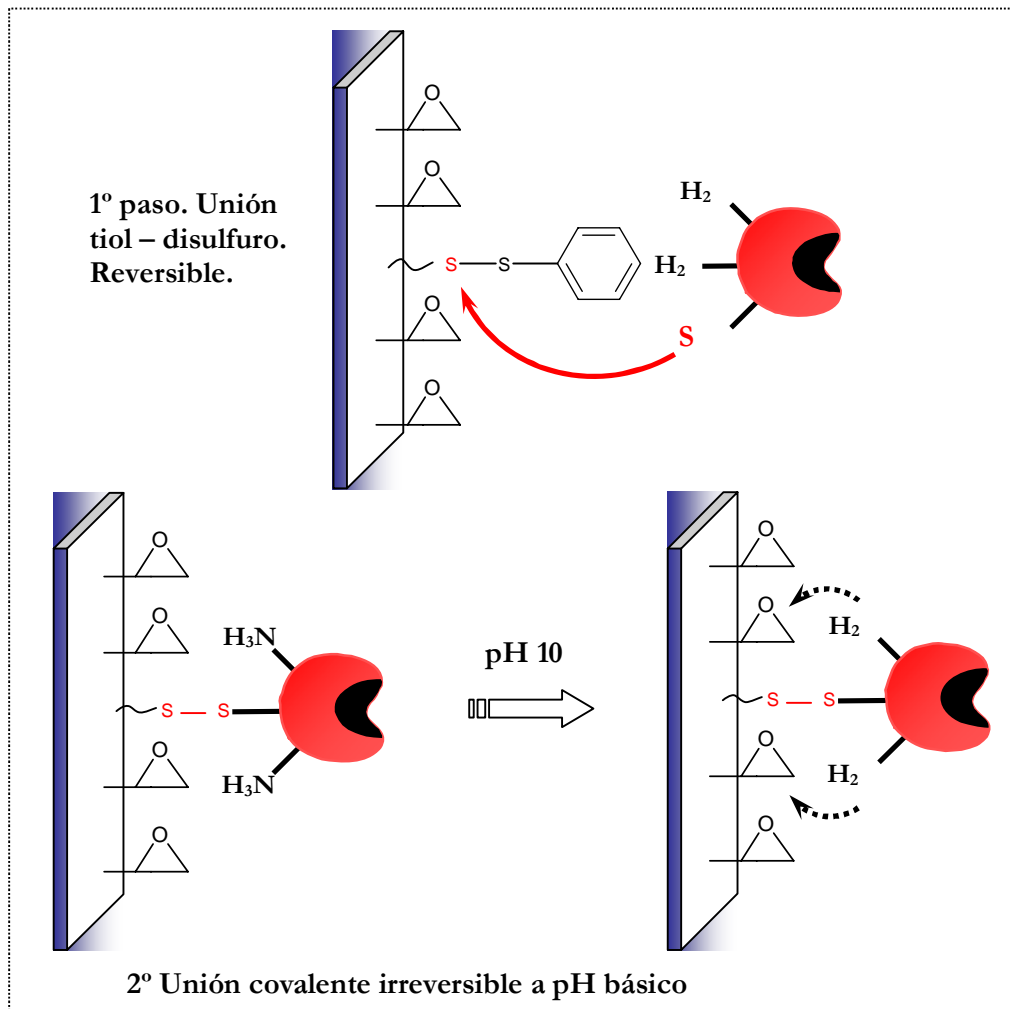 O
O
1º paso. Unión
tiol – disulfuro.
Reversible.
H₂
S S H₂
O
S
O
O O
O O
H₃N H₂
pH 10
S S S S
O O
H₃N H₂
O O
2º Unión covalente irreversible a pH básico